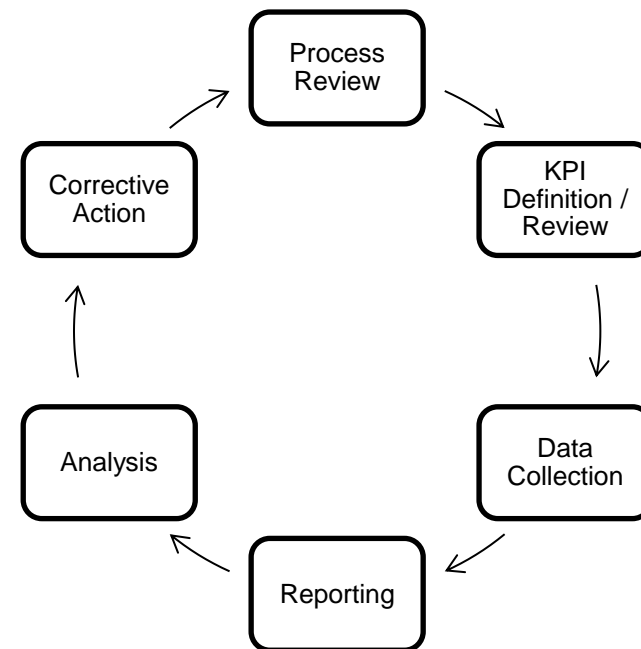 Process
Review
KPI
Definition /
Review
Data
Collection
Reporting
Analysis
Corrective
Action